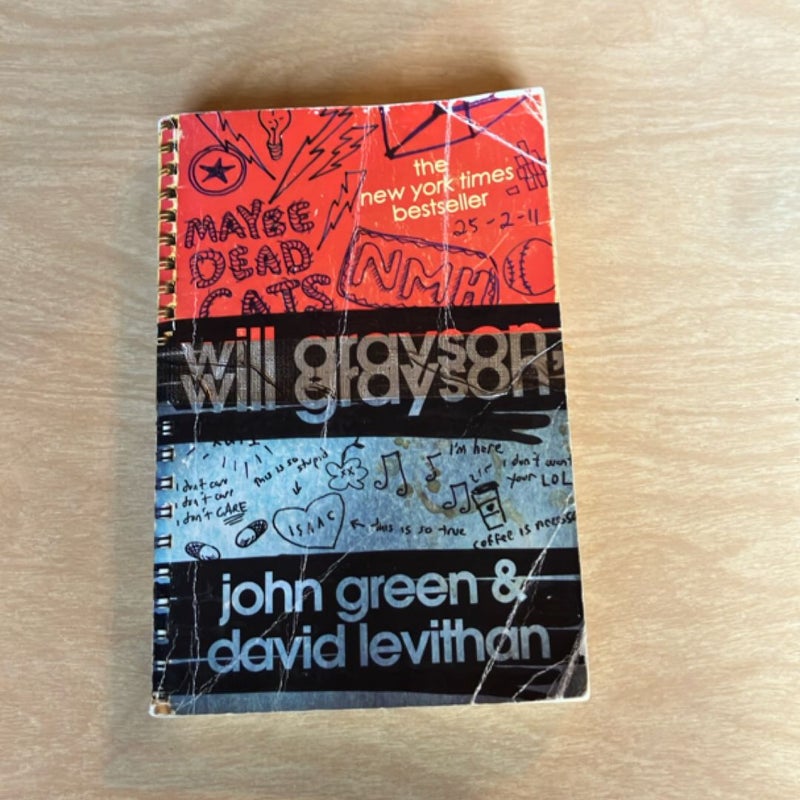 the
new york times
bestseller
25-2-11
MAYBE
DEAD
CATS
NMH
will grayson,
will grayson
I'm here
this is so stupid
i don't care
i don't care
i don't CARE
i don't want
your LOL
ISAAC
this is so true
coffee is necess
john green &
david levithan